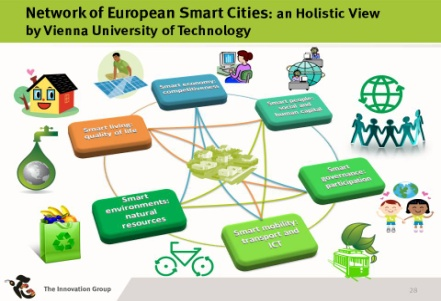 Network of European Smart Cities: an Holistic View
by Vienna University of Technology
Smart economy:
competitiveness
Smart people:
social and
human capital
Smart living:
quality of life
Smart
governance:
participation
Smart
environments:
natural
resources
Smart mobility:
transport and
ICT
The Innovation Group
28